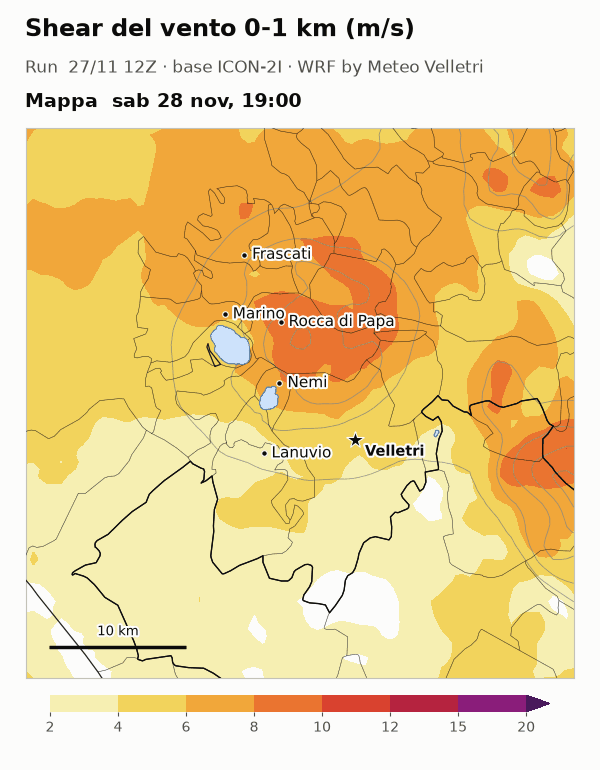 Shear del vento 0-1 km (m/s)
Run  27/11 12Z · base ICON-2I · WRF by Meteo Velletri
Mappa  sab 28 nov, 19:00
Frascati
Marino
Rocca di Papa
Nemi
Velletri
Lanuvio
10 km
2 4 6 8 10 12 15 20